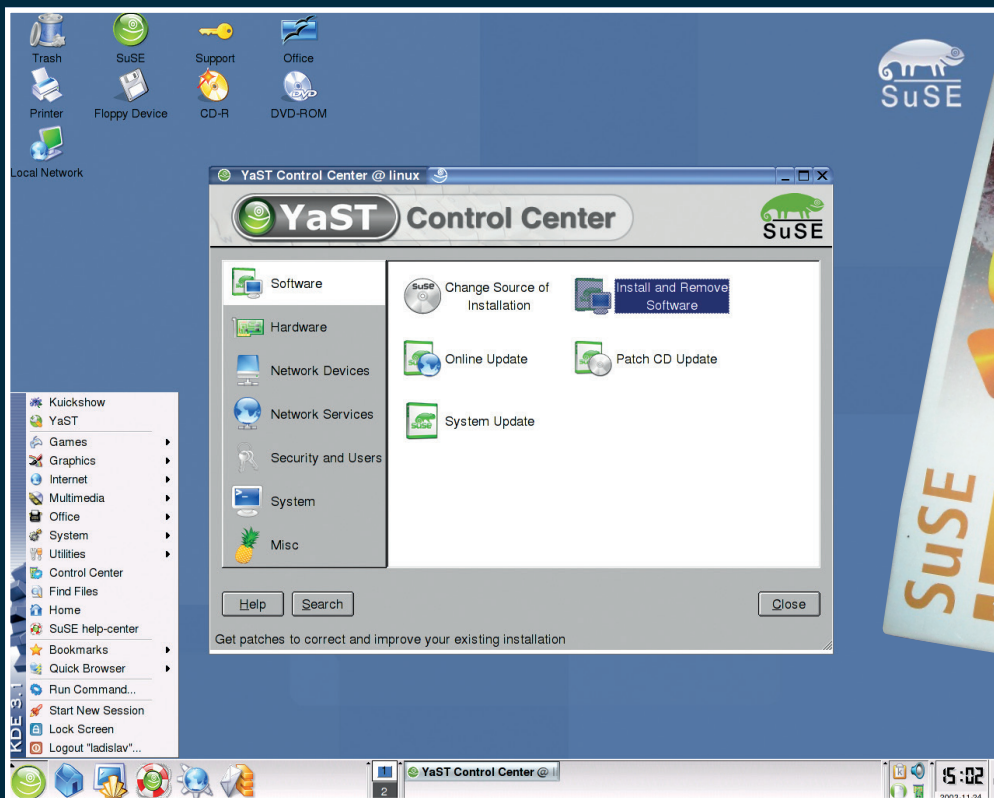 Trash
SuSE
Support
Office
Printer
Floppy Device
CD-R
DVD-ROM
Local Network
SuSE
YaST Control Center @ linux
YaST Control Center
SuSE
Software
Hardware
Network Devices
Network Services
Security and Users
System
Misc
Change Source of
Installation
Install and Remove
Software
Online Update
Patch CD Update
System Update
Help
Search
Close
Get patches to correct and improve your existing installation
SuSE
Kuickshow
YaST
Games
Graphics
Internet
Multimedia
Office
System
Utilities
Control Center
Find Files
Home
SuSE help-center
Bookmarks
Quick Browser
Run Command...
Start New Session
Lock Screen
Logout "ladislav"...
KDE 3.1
1
2
YaST Control Center @
15:02
2003-11-24